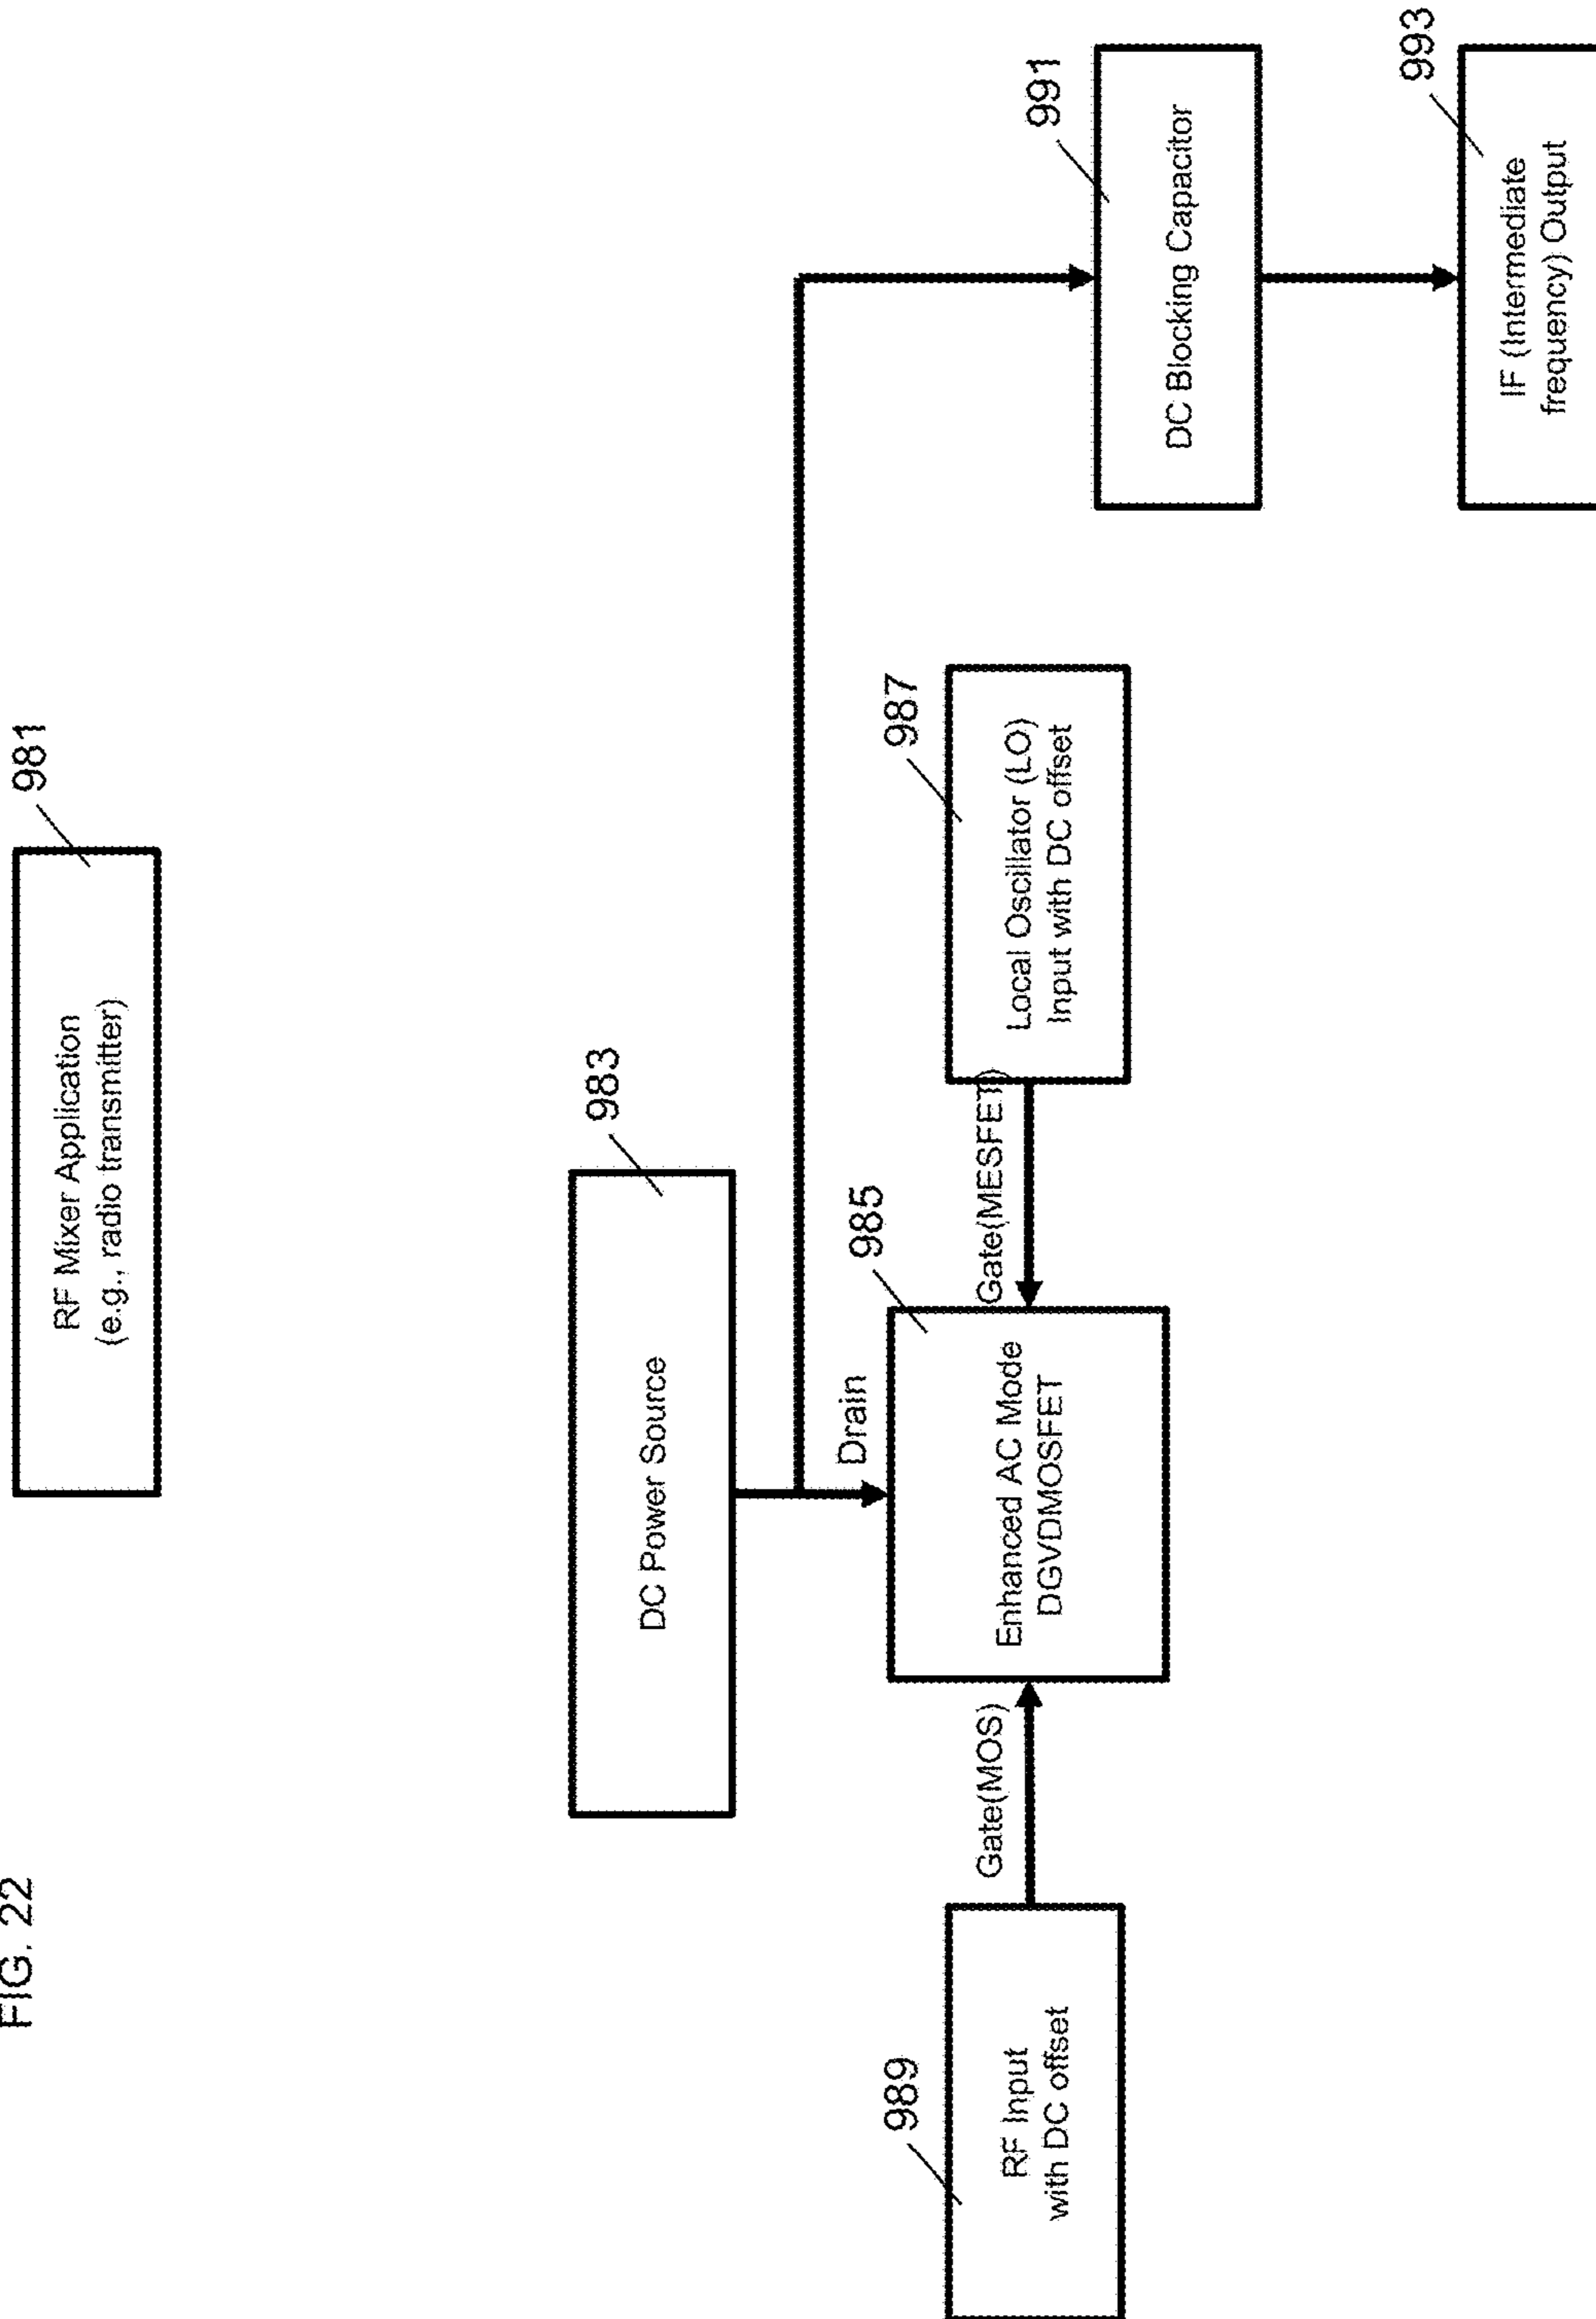 FIG. 22
981
RF Mixer Application
(e.g., radio transmitter)
983
DC Power Source
Drain
985
Enhanced AC Mode
DGVDMOSFET
989
RF Input
with DC offset
Gate(MOS)
Gate(MESFET)
987
Local Oscillator (LO)
Input with DC offset
991
DC Blocking Capacitor
993
IF (Intermediate
frequency) Output